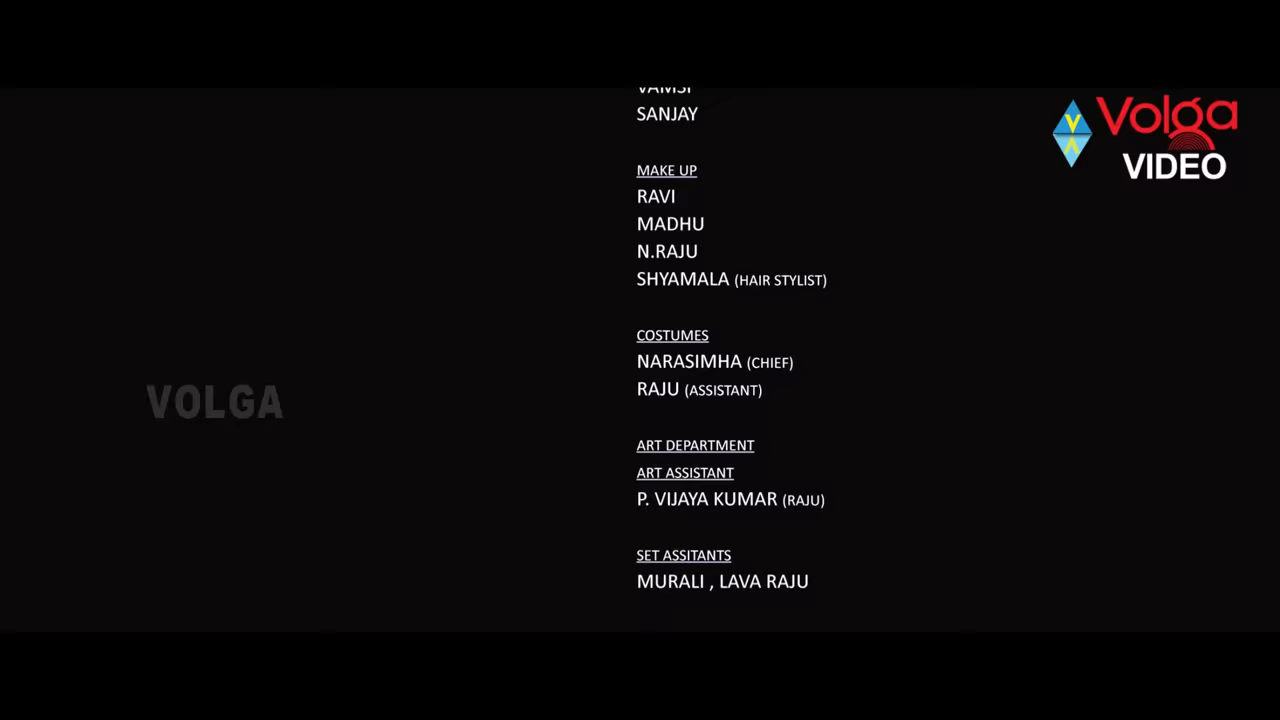 VAMSI
SANJAY
Volga
VIDEO
MAKE UP
RAVI
MADHU
N.RAJU
SHYAMALA (HAIR STYLIST)
COSTUMES
NARASIMHA (CHIEF)
RAJU (ASSISTANT)
VOLGA
ART DEPARTMENT
ART ASSISTANT
P. VIJAYA KUMAR (RAJU)
SET ASSITANTS
MURALI , LAVA RAJU